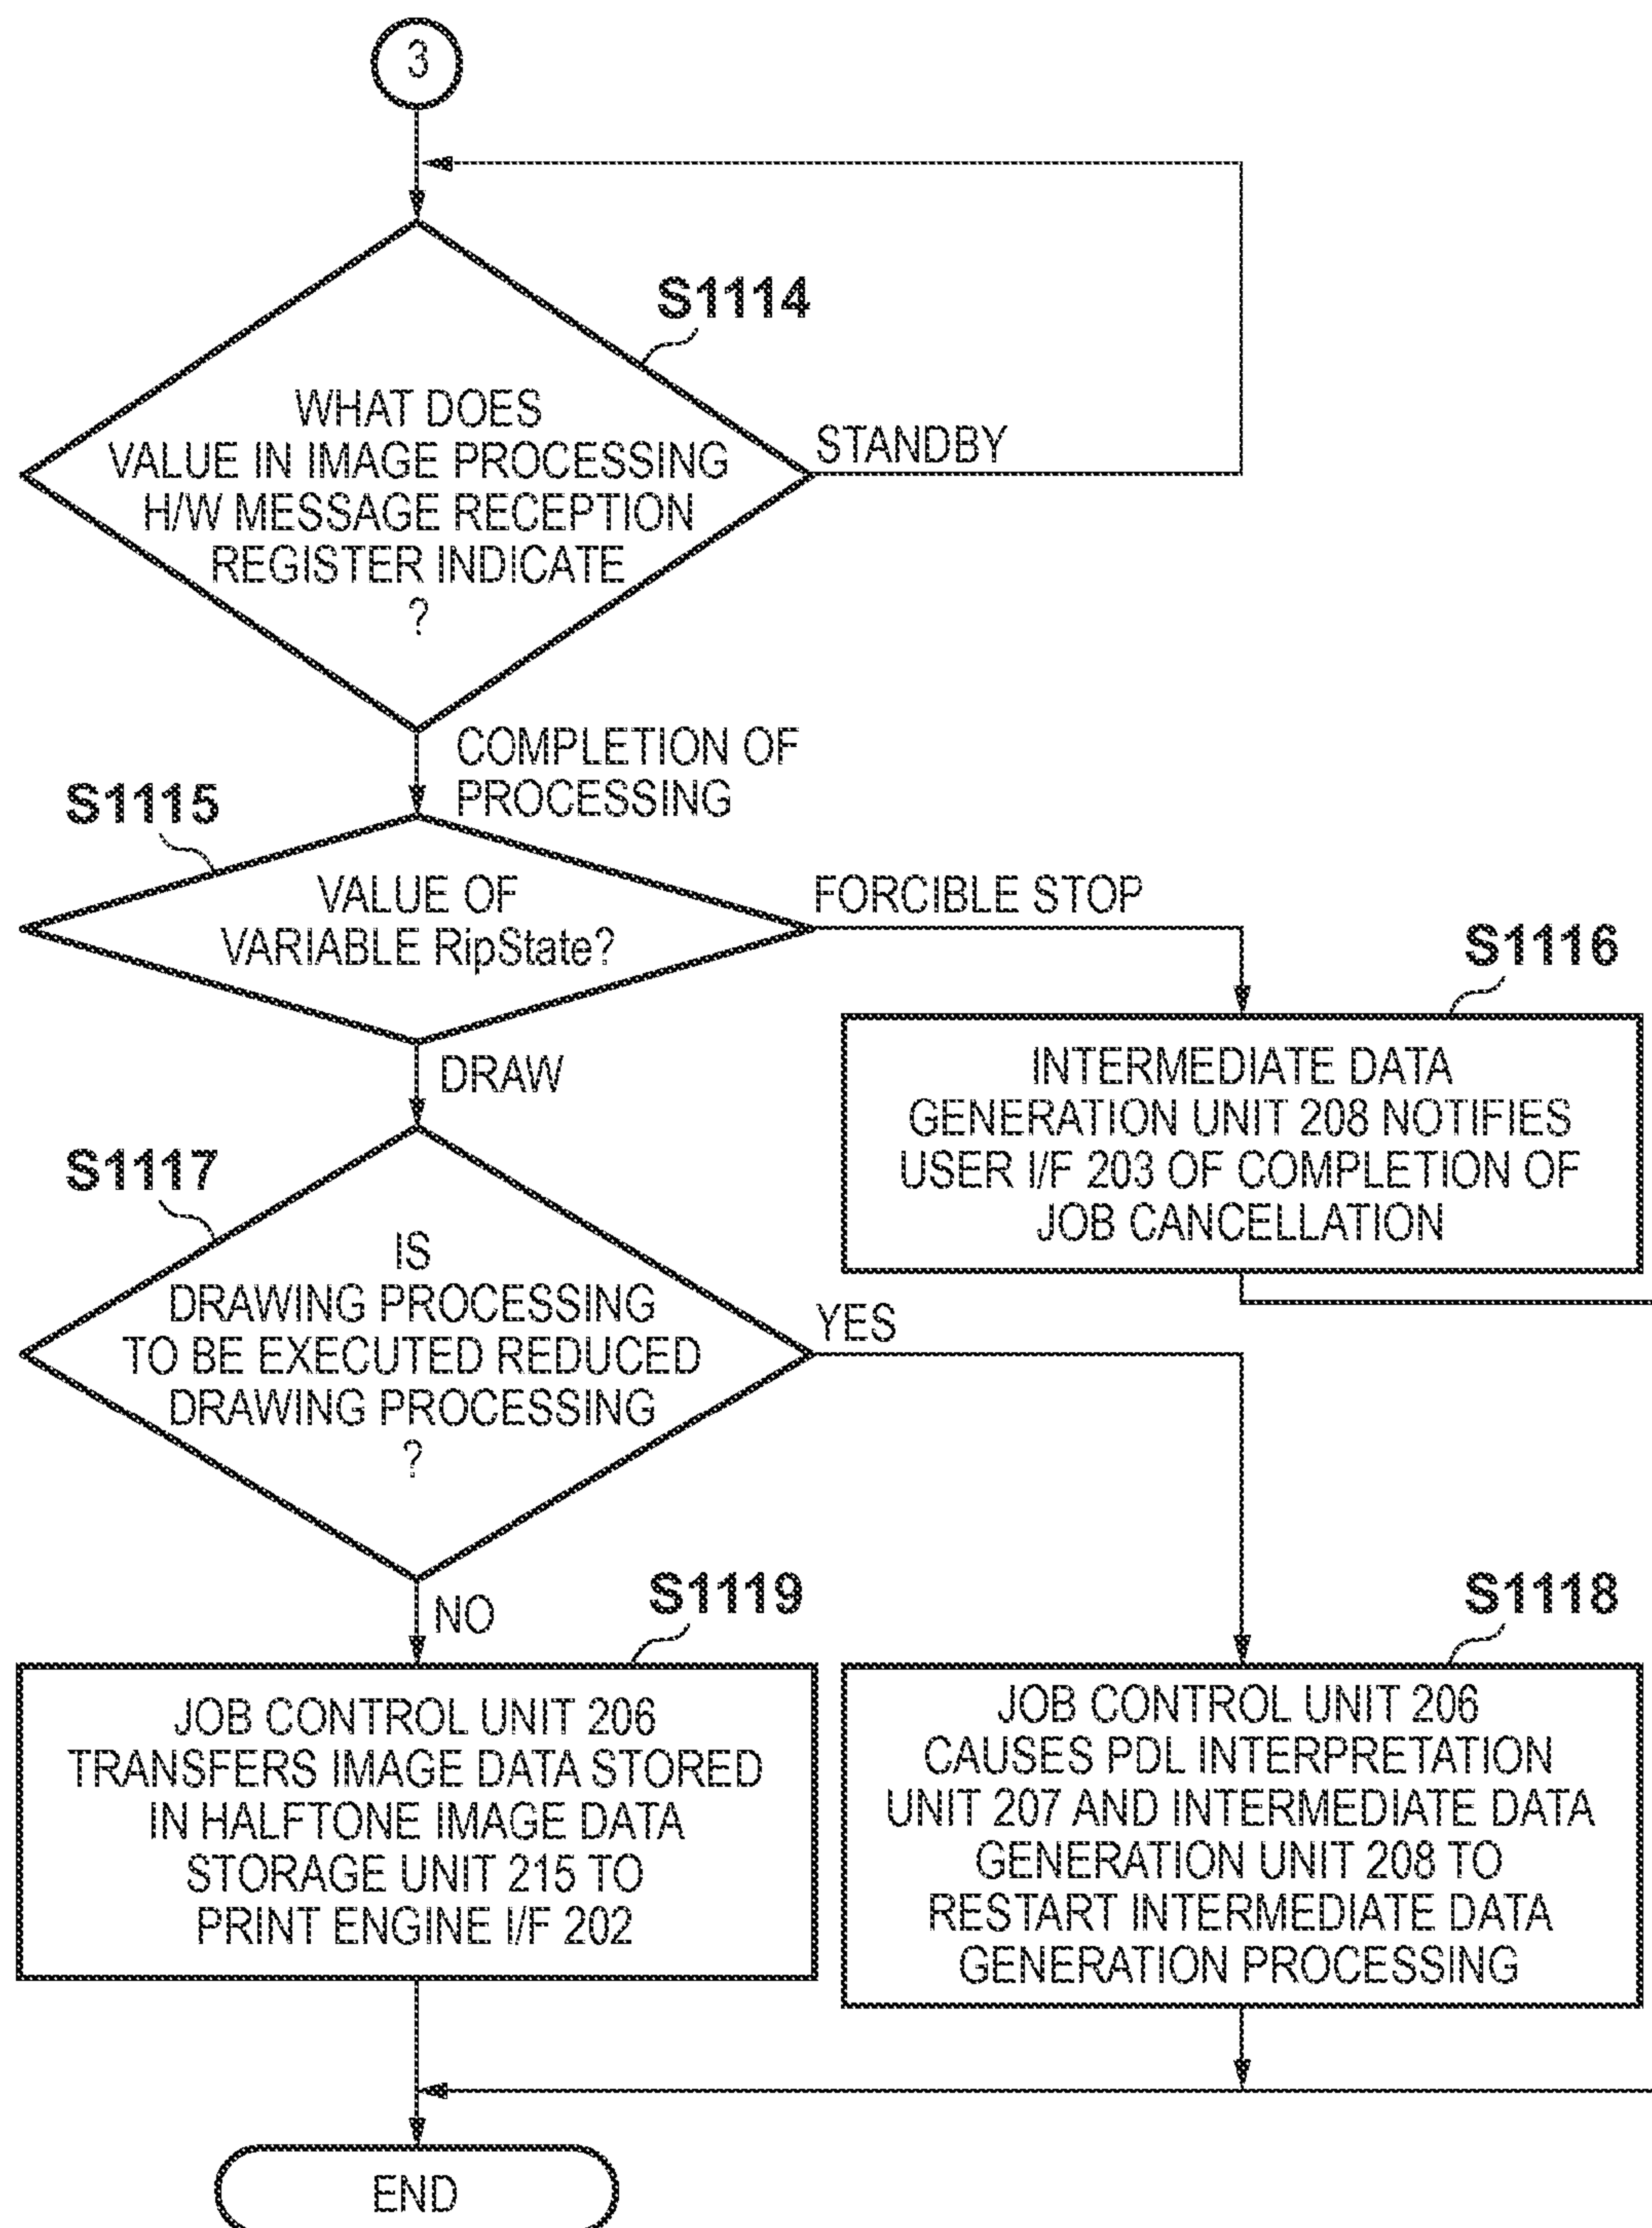 3
S1114
WHAT DOES
VALUE IN IMAGE PROCESSING
H/W MESSAGE RECEPTION
REGISTER INDICATE
?
STANDBY
COMPLETION OF
PROCESSING
S1115
VALUE OF
VARIABLE RipState?
FORCIBLE STOP
S1116
INTERMEDIATE DATA
GENERATION UNIT 208 NOTIFIES
USER I/F 203 OF COMPLETION OF
JOB CANCELLATION
DRAW
S1117
IS
DRAWING PROCESSING
TO BE EXECUTED REDUCED
DRAWING PROCESSING
?
YES
NO
S1119
JOB CONTROL UNIT 206
TRANSFERS IMAGE DATA STORED
IN HALFTONE IMAGE DATA
STORAGE UNIT 215 TO
PRINT ENGINE I/F 202
S1118
JOB CONTROL UNIT 206
CAUSES PDL INTERPRETATION
UNIT 207 AND INTERMEDIATE DATA
GENERATION UNIT 208 TO
RESTART INTERMEDIATE DATA
GENERATION PROCESSING
END